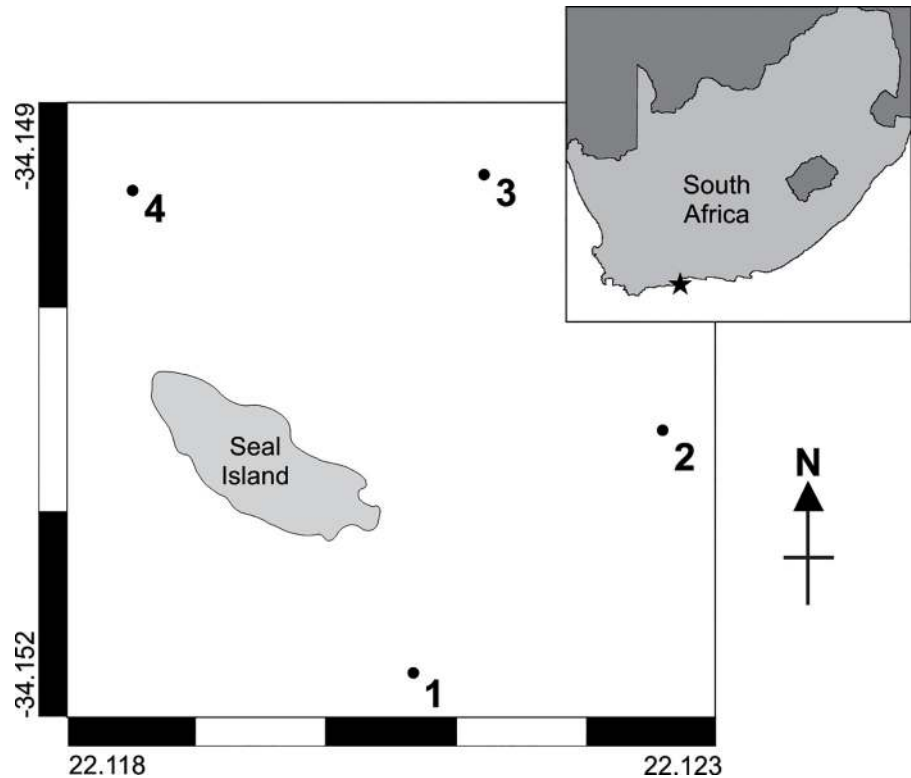 -34.149
4
3
South
Africa
Seal
Island
2
N
-34.152
1
22.118
22.123